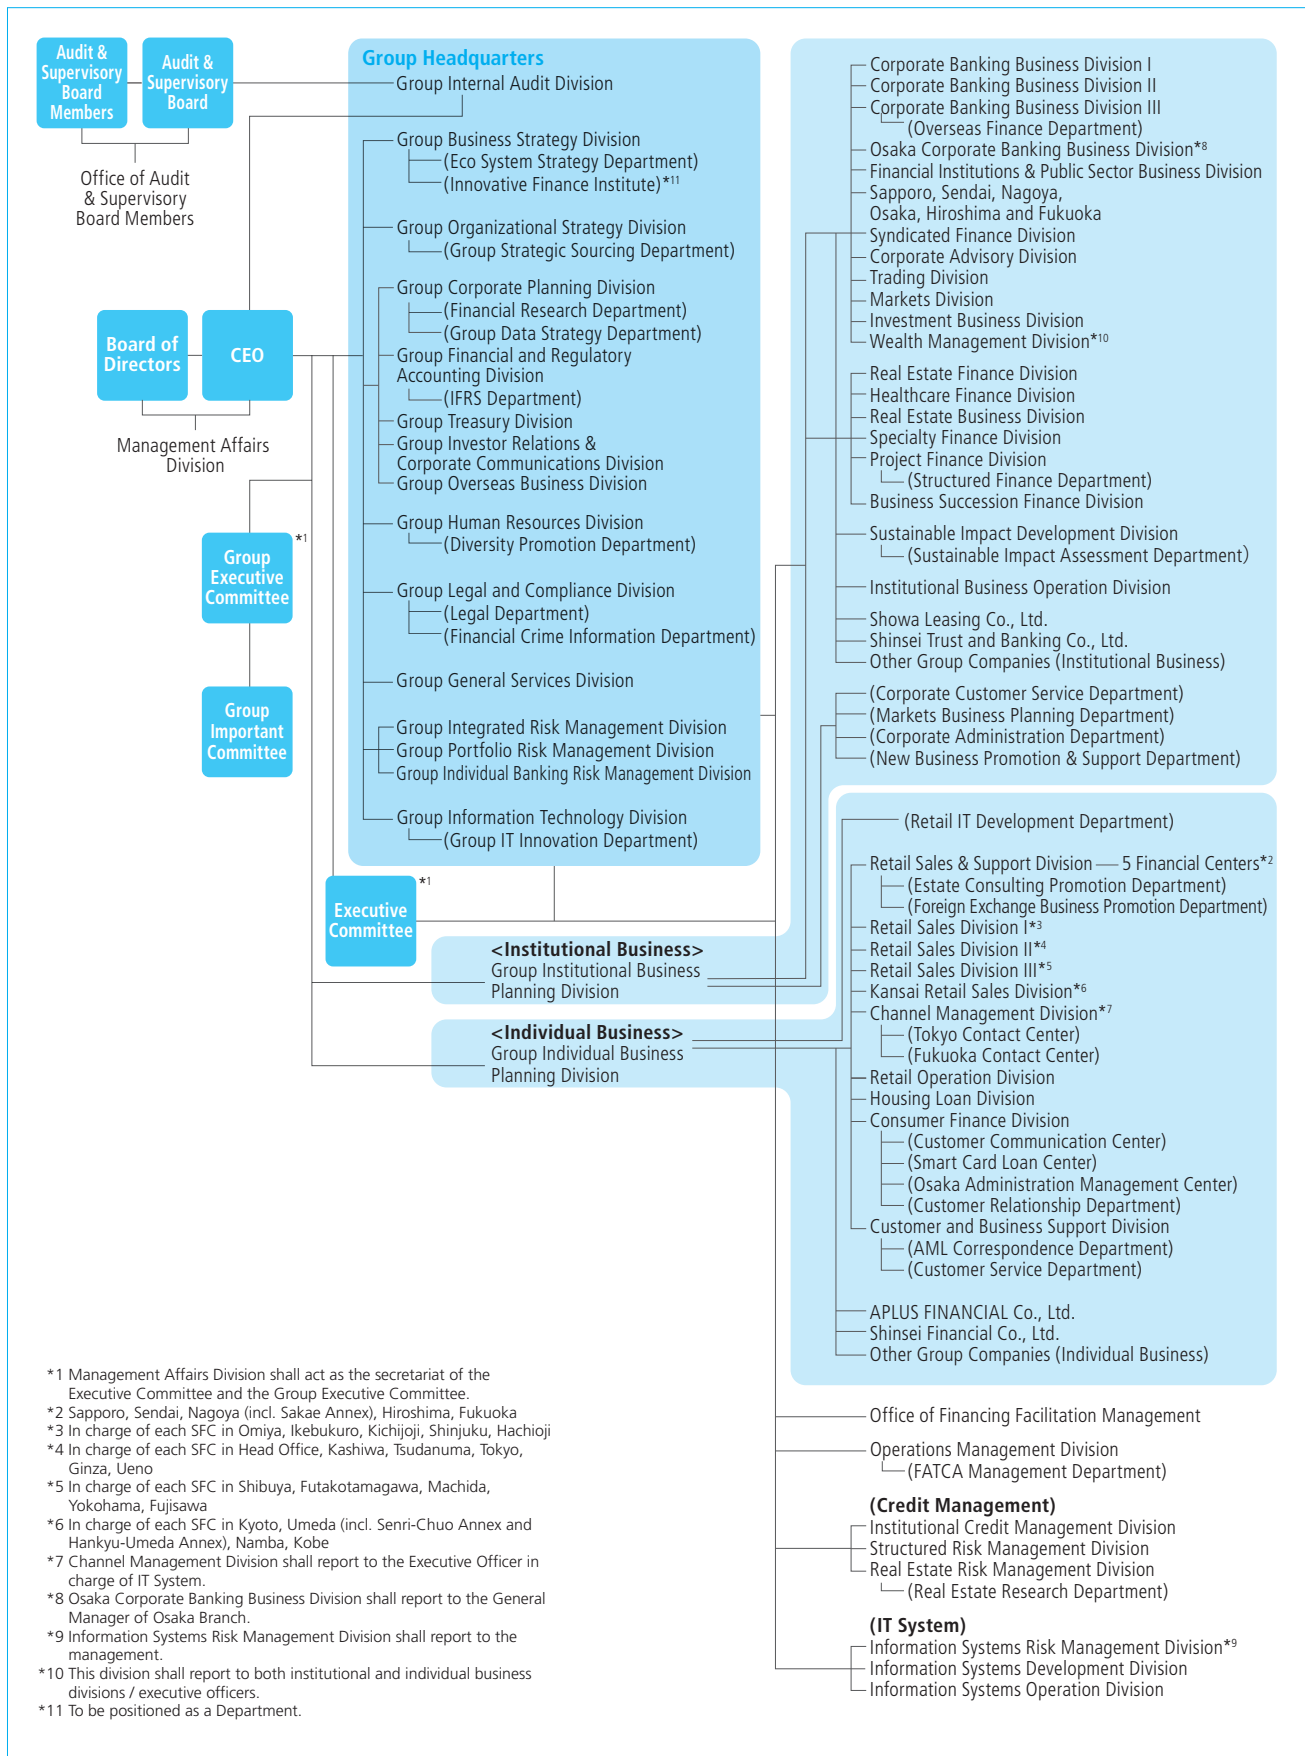 Audit &
Supervisory
Board
Members
Audit &
Supervisory
Board
Office of Audit
& Supervisory
Board Members
Board of
Directors
CEO
Management Affairs
Division
Group
Executive
Committee
*1
Group
Important
Committee
Group Headquarters
Group Internal Audit Division
Group Business Strategy Division
(Eco System Strategy Department)
(Innovative Finance Institute)*11
Group Organizational Strategy Division
(Group Strategic Sourcing Department)
Group Corporate Planning Division
(Financial Research Department)
(Group Data Strategy Department)
Group Financial and Regulatory
Accounting Division
(IFRS Department)
Group Treasury Division
Group Investor Relations &
Corporate Communications Division
Group Overseas Business Division
Group Human Resources Division
(Diversity Promotion Department)
Group Legal and Compliance Division
(Legal Department)
(Financial Crime Information Department)
Group General Services Division
Group Integrated Risk Management Division
Group Portfolio Risk Management Division
Group Individual Banking Risk Management Division
Group Information Technology Division
(Group IT Innovation Department)
Executive
Committee
*1
<Institutional Business>
Group Institutional Business
Planning Division
<Individual Business>
Group Individual Business
Planning Division
Corporate Banking Business Division I
Corporate Banking Business Division II
Corporate Banking Business Division III
(Overseas Finance Department)
Osaka Corporate Banking Business Division*8
Financial Institutions & Public Sector Business Division
Sapporo, Sendai, Nagoya,
Osaka, Hiroshima and Fukuoka
Syndicated Finance Division
Corporate Advisory Division
Trading Division
Markets Division
Investment Business Division
Wealth Management Division*10
Real Estate Finance Division
Healthcare Finance Division
Real Estate Business Division
Specialty Finance Division
Project Finance Division
(Structured Finance Department)
Business Succession Finance Division
Sustainable Impact Development Division
(Sustainable Impact Assessment Department)
Institutional Business Operation Division
Showa Leasing Co., Ltd.
Shinsei Trust and Banking Co., Ltd.
Other Group Companies (Institutional Business)
(Corporate Customer Service Department)
(Markets Business Planning Department)
(Corporate Administration Department)
(New Business Promotion & Support Department)
(Retail IT Development Department)
Retail Sales & Support Division 5 Financial Centers*2
(Estate Consulting Promotion Department)
(Foreign Exchange Business Promotion Department)
Retail Sales Division I*3
Retail Sales Division II*4
Retail Sales Division III*5
Kansai Retail Sales Division*6
Channel Management Division*7
(Tokyo Contact Center)
(Fukuoka Contact Center)
Retail Operation Division
Housing Loan Division
Consumer Finance Division
(Customer Communication Center)
(Smart Card Loan Center)
(Osaka Administration Management Center)
(Customer Relationship Department)
Customer and Business Support Division
(AML Correspondence Department)
(Customer Service Department)
APLUS FINANCIAL Co., Ltd.
Shinsei Financial Co., Ltd.
Other Group Companies (Individual Business)
Office of Financing Facilitation Management
Operations Management Division
(FATCA Management Department)
(Credit Management)
Institutional Credit Management Division
Structured Risk Management Division
Real Estate Risk Management Division
(Real Estate Research Department)
(IT System)
Information Systems Risk Management Division*9
Information Systems Development Division
Information Systems Operation Division
*1 Management Affairs Division shall act as the secretariat of the
Executive Committee and the Group Executive Committee.
*2 Sapporo, Sendai, Nagoya (incl. Sakae Annex), Hiroshima, Fukuoka
*3 In charge of each SFC in Omiya, Ikebukuro, Kichijoji, Shinjuku, Hachioji
*4 In charge of each SFC in Head Office, Kashiwa, Tsudanuma, Tokyo,
Ginza, Ueno
*5 In charge of each SFC in Shibuya, Futakotamagawa, Machida,
Yokohama, Fujisawa
*6 In charge of each SFC in Kyoto, Umeda (incl. Senri-Chuo Annex and
Hankyu-Umeda Annex), Namba, Kobe
*7 Channel Management Division shall report to the Executive Officer in
charge of IT System.
*8 Osaka Corporate Banking Business Division shall report to the General
Manager of Osaka Branch.
*9 Information Systems Risk Management Division shall report to the
management.
*10 This division shall report to both institutional and individual business
divisions / executive officers.
*11 To be positioned as a Department.